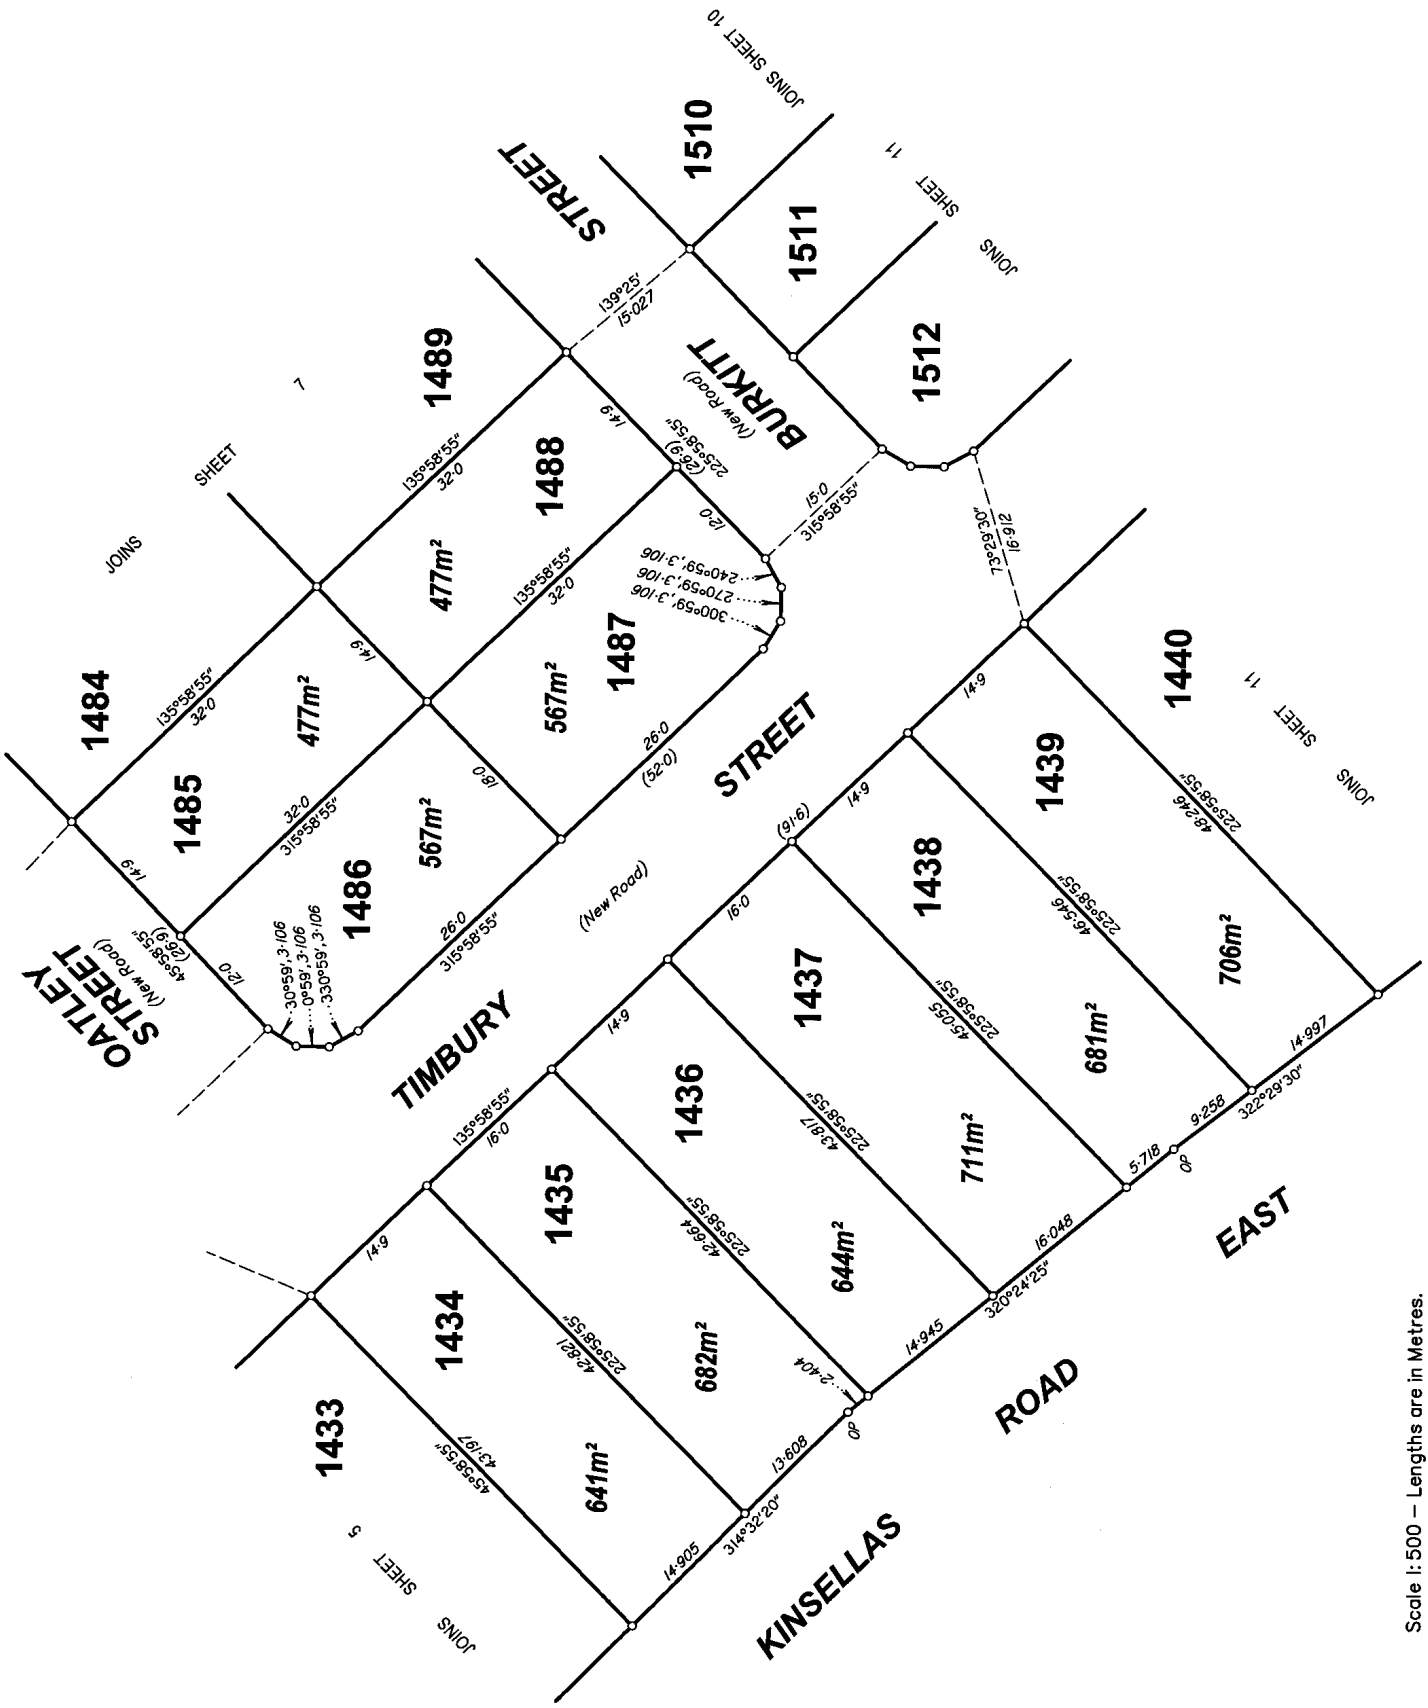 JOINS SHEET 10
1510
STREET
11
SHEET
JOINS
1511
1512
139°25'
15·027
1489
7
SHEET
JOINS
BURKITT
(New Road)
225°58'55"
(26·9)
14·9
135°58'55"
32·0
1488
477m²
12·0
15·0
315°58'55"
73°29'30"
16·912
240°59', 3·106
270°59', 3·106
300°59', 3·106
135°58'55"
32·0
1487
567m²
14·9
1484
135°58'55"
32·0
477m²
1485
14·9
18·0
26·0
(52·0)
32·0
315°58'55"
567m²
1486
45°58'55"
(26·9)
(New Road)
OATLEY
STREET
12·0
30°59', 3·106
0°59', 3·106
330°59', 3·106
26·0
315°58'55"
TIMBURY
(New Road)
STREET
1440
11
SHEET
JOINS
14·9
1439
48·246
225°58'55"
706m²
14·997
14·9
(91·6)
1438
46·546
225°58'55"
681m²
9·258
322°29'30"
5·718
OP
16·0
1437
45·055
225°58'55"
711m²
16·048
320°24'25"
14·9
1436
43·817
225°58'55"
644m²
14·945
135°58'55"
16·0
1435
42·664
225°58'55"
682m²
2·404
OP
13·608
314°32'20"
14·9
1434
42·821
225°58'55"
641m²
14·905
1433
45°58'55"
43·197
5
SHEET
JOINS
KINSELLAS
ROAD
EAST
Scale 1:500 – Lengths are in Metres.